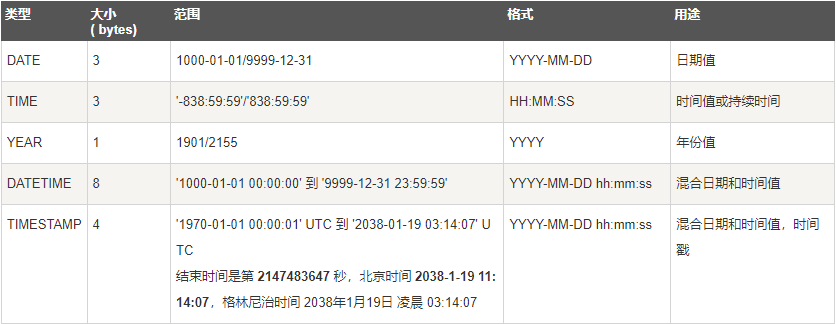 类型 大小 范围 格式 用途
( bytes)
DATE 3 1000-01-01/9999-12-31 YYYY-MM-DD 日期值
TIME 3 '-838:59:59'/'838:59:59' HH:MM:SS 时间值或持续时间
YEAR 1 1901/2155 YYYY 年份值
DATETIME 8 '1000-01-01 00:00:00' 到 '9999-12-31 23:59:59' YYYY-MM-DD hh:mm:ss 混合日期和时间值
TIMESTAMP 4 '1970-01-01 00:00:01' UTC 到 '2038-01-19 03:14:07' U YYYY-MM-DD hh:mm:ss 混合日期和时间值，时间
TC 戳
结束时间是第 2147483647 秒，北京时间 2038-1-19 11:
14:07，格林尼治时间 2038年1月19日 凌晨 03:14:07